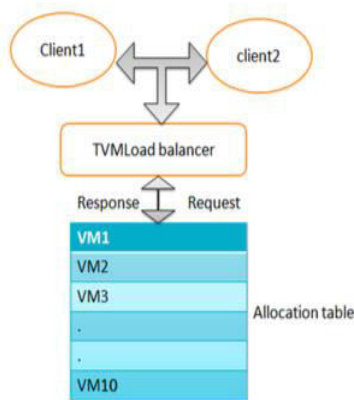 Client1
client2
TVMLoad balancer
Response
Request
VM1
VM2
VM3
.
.
VM10
Allocation table